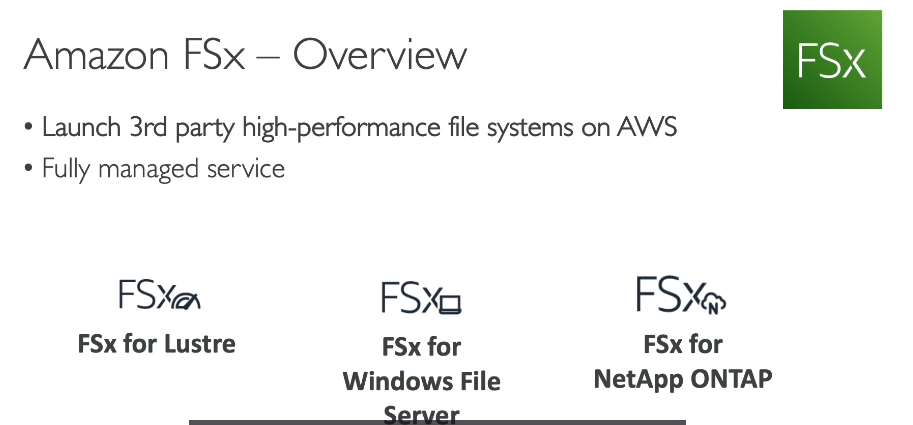 Amazon FSx – Overview
FSx
• Launch 3rd party high-performance file systems on AWS
• Fully managed service
FSx
FSx for Lustre
FSx
FSx for
Windows File
Server
FSx
N
FSx for
NetApp ONTAP